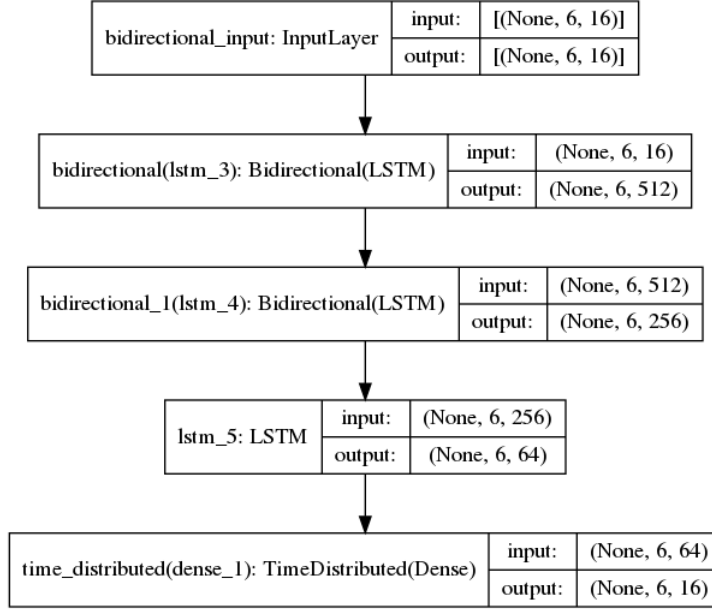 bidirectional_input: InputLayer
input: [(None, 6, 16)]
output: [(None, 6, 16)]
bidirectional(lstm_3): Bidirectional(LSTM)
input: (None, 6, 16)
output: (None, 6, 512)
bidirectional_1(lstm_4): Bidirectional(LSTM)
input: (None, 6, 512)
output: (None, 6, 256)
lstm_5: LSTM
input: (None, 6, 256)
output: (None, 6, 64)
time_distributed(dense_1): TimeDistributed(Dense)
input: (None, 6, 64)
output: (None, 6, 16)